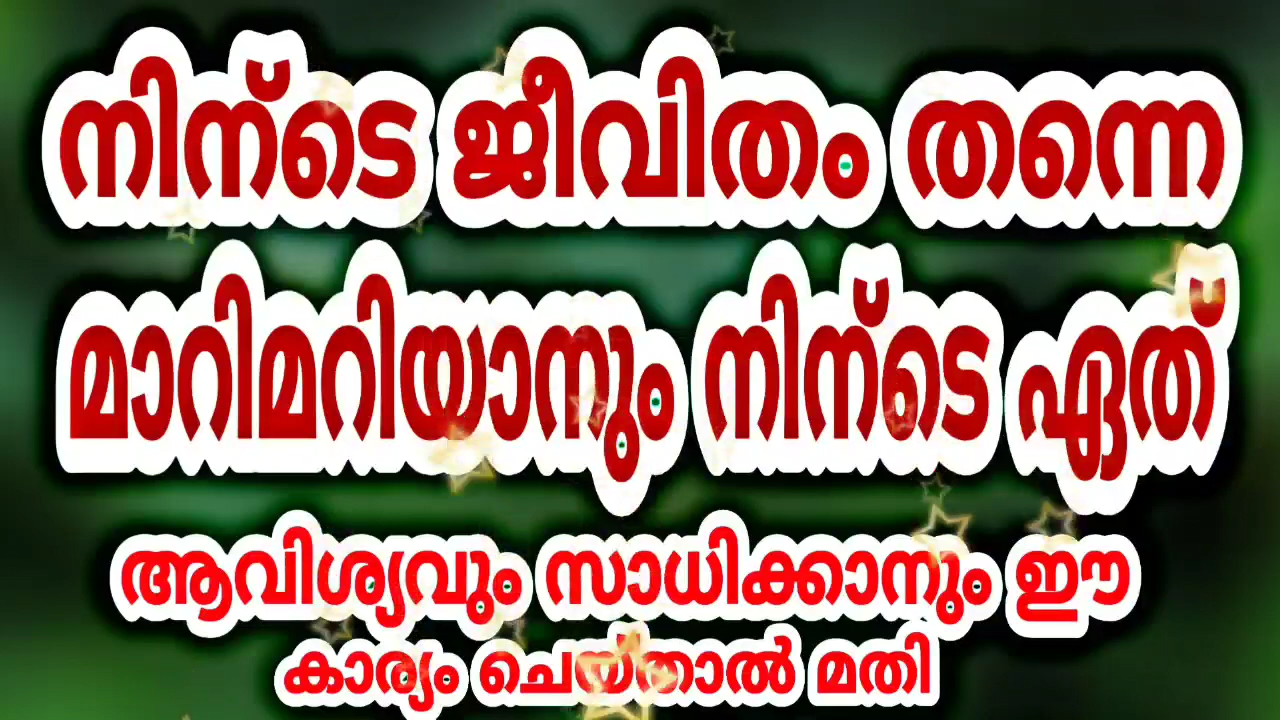 നിന്ടെ ജീവിതം തന്നെ
മാറിമറിയാനും നിന്ടെ ഏത്
ആവിശ്യവും സാധിക്കാനും ഈ
കാര്യം ചെയ്താൽ മതി